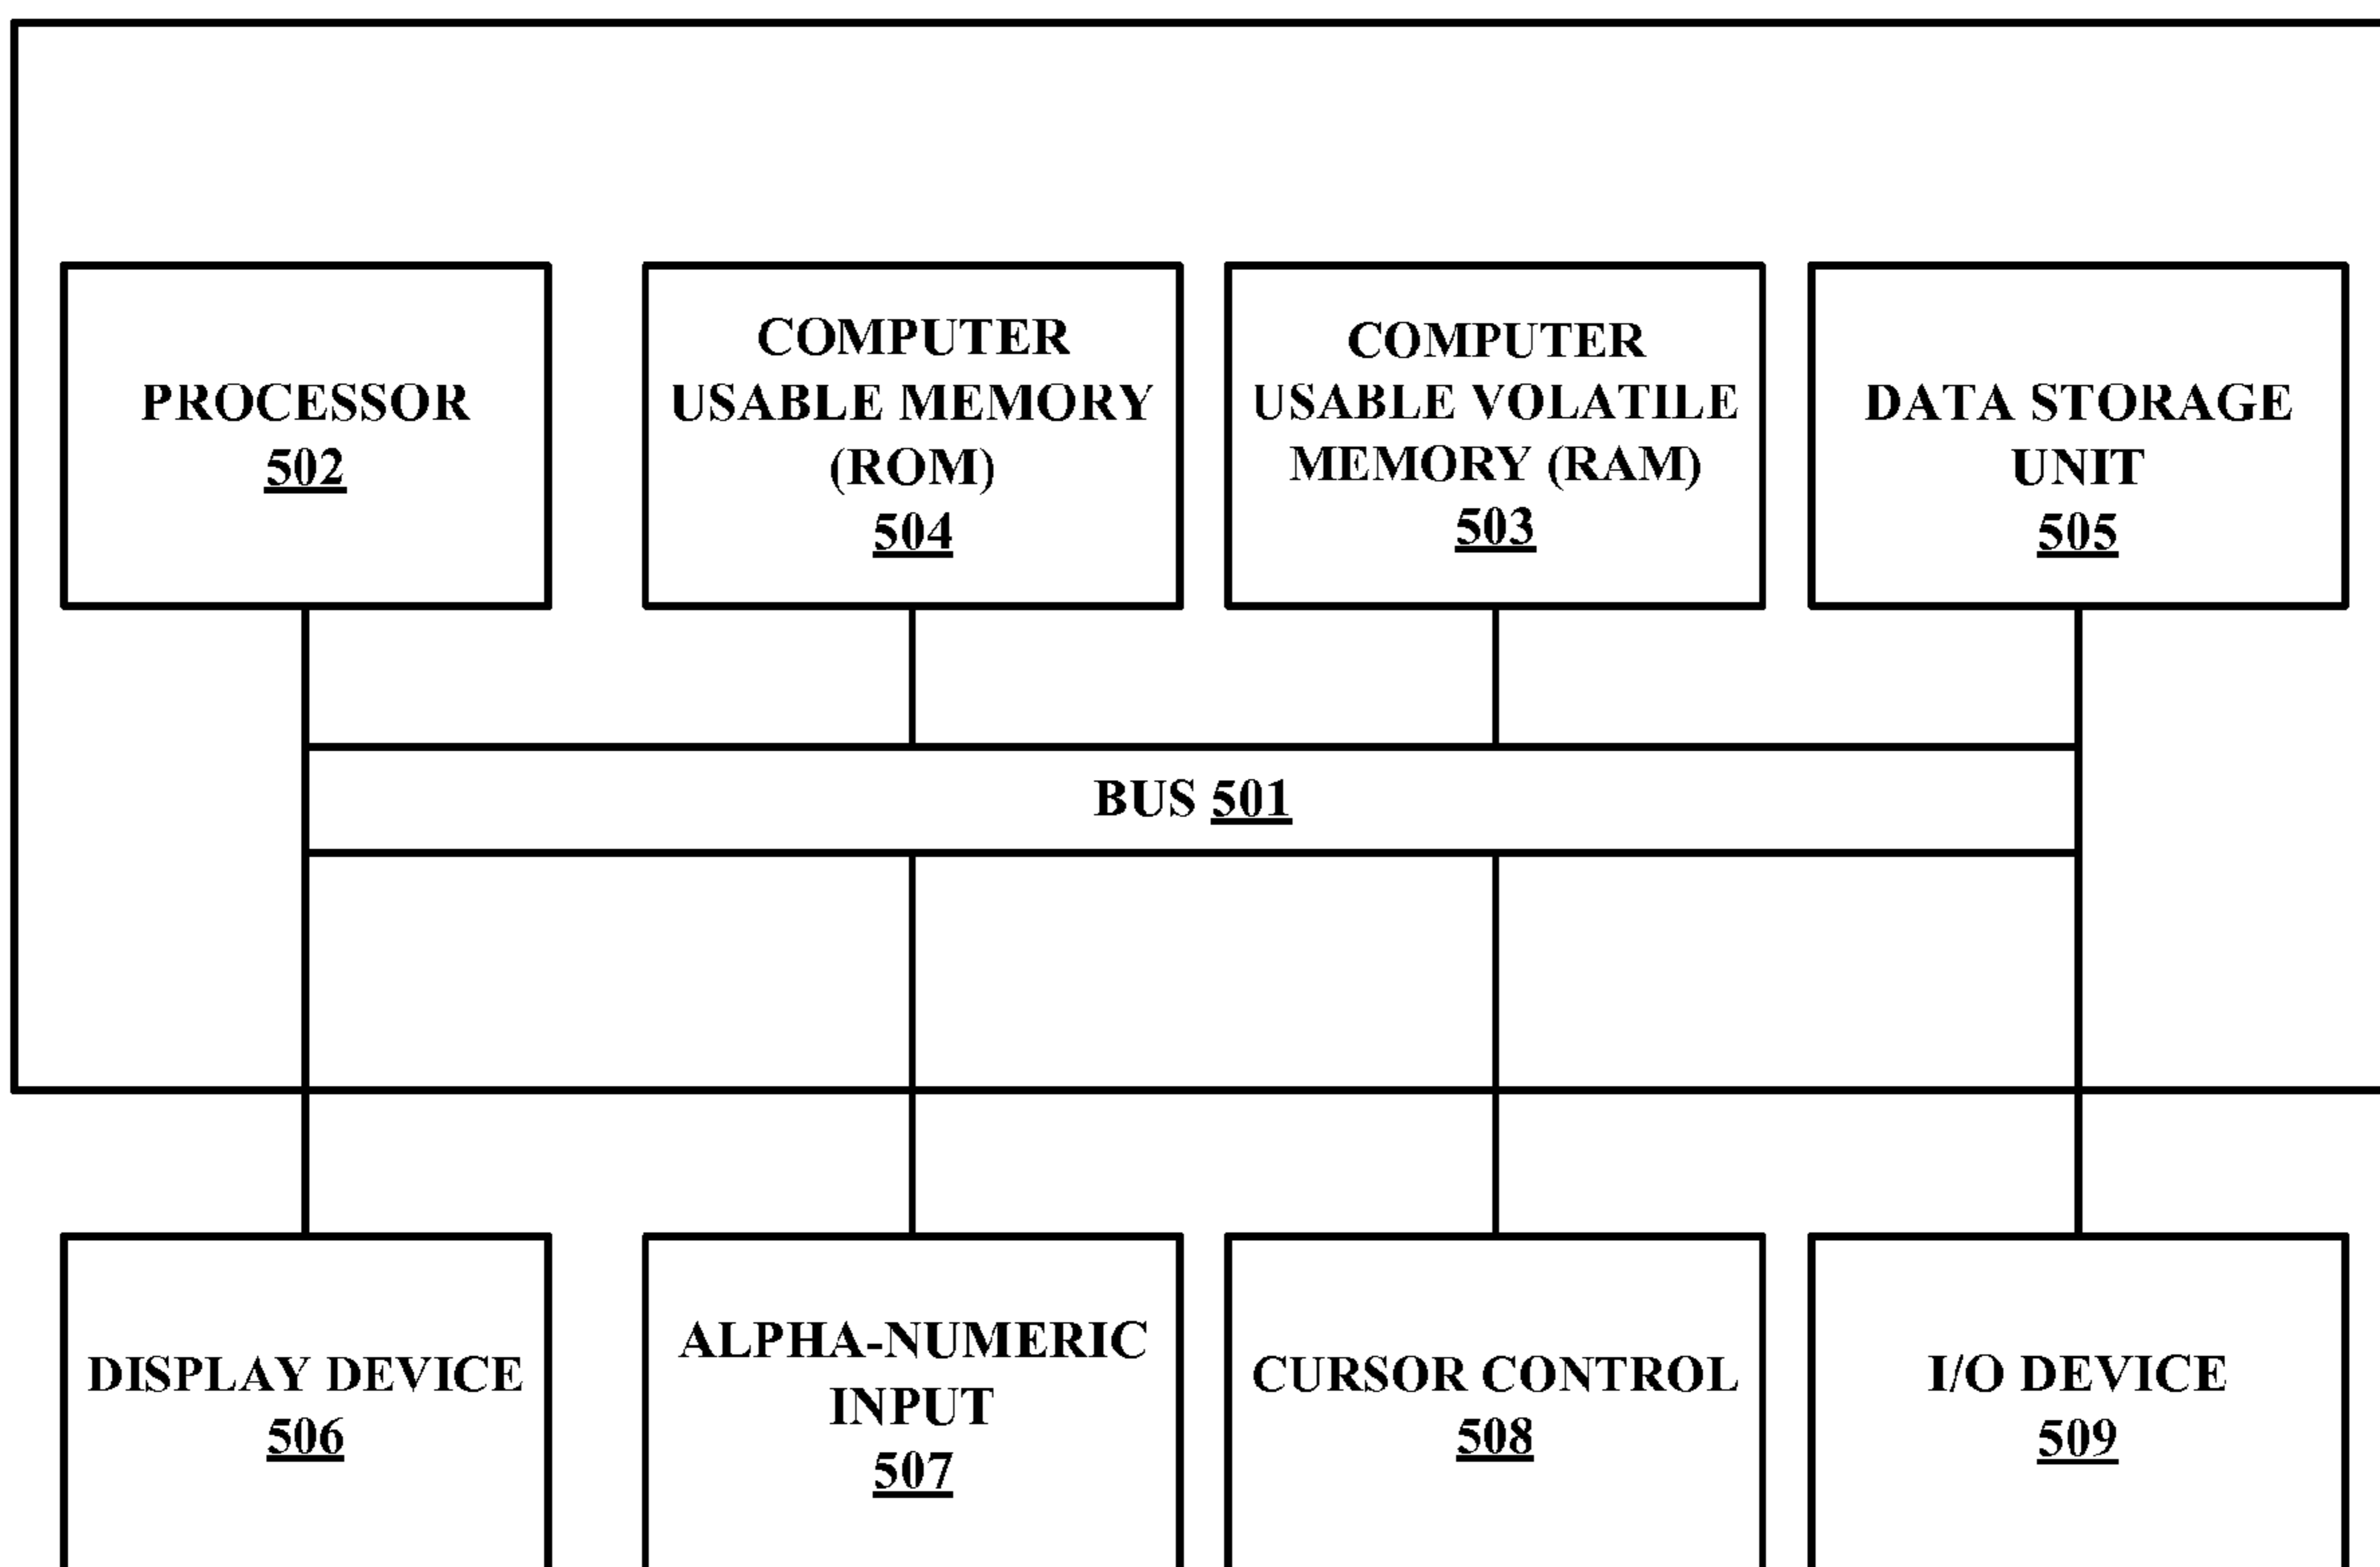 PROCESSOR
502
COMPUTER
USABLE MEMORY
(ROM)
504
COMPUTER
USABLE VOLATILE
MEMORY (RAM)
503
DATA STORAGE
UNIT
505
BUS 501
DISPLAY DEVICE
506
ALPHA-NUMERIC
INPUT
507
CURSOR CONTROL
508
I/O DEVICE
509